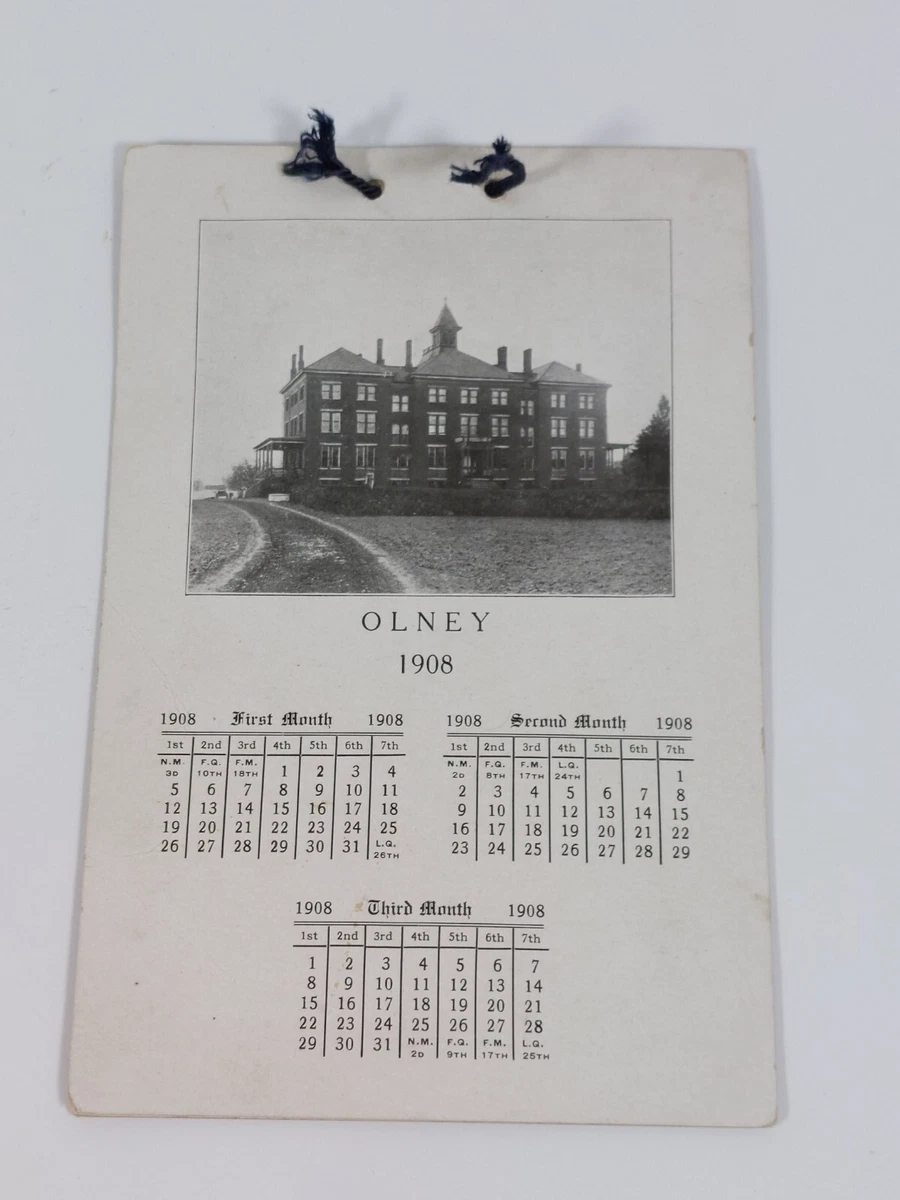 OLNEY
1908
1908 First Month 1908
1st 2nd 3rd 4th 5th 6th 7th
N.M. 3D F.Q. 10TH F.M. 18TH 1 2 3 4
5 6 7 8 9 10 11
12 13 14 15 16 17 18
19 20 21 22 23 24 25
26 27 28 29 30 31 L.Q. 26TH
1908 Second Month 1908
1st 2nd 3rd 4th 5th 6th 7th
N.M. 2D F.Q. 8TH F.M. 17TH L.Q. 24TH 1
2 3 4 5 6 7 8
9 10 11 12 13 14 15
16 17 18 19 20 21 22
23 24 25 26 27 28 29
1908 Third Month 1908
1st 2nd 3rd 4th 5th 6th 7th
1 2 3 4 5 6 7
8 9 10 11 12 13 14
15 16 17 18 19 20 21
22 23 24 25 26 27 28
29 30 31 N.M. 2D F.Q. 9TH F.M. 17TH L.Q. 25TH